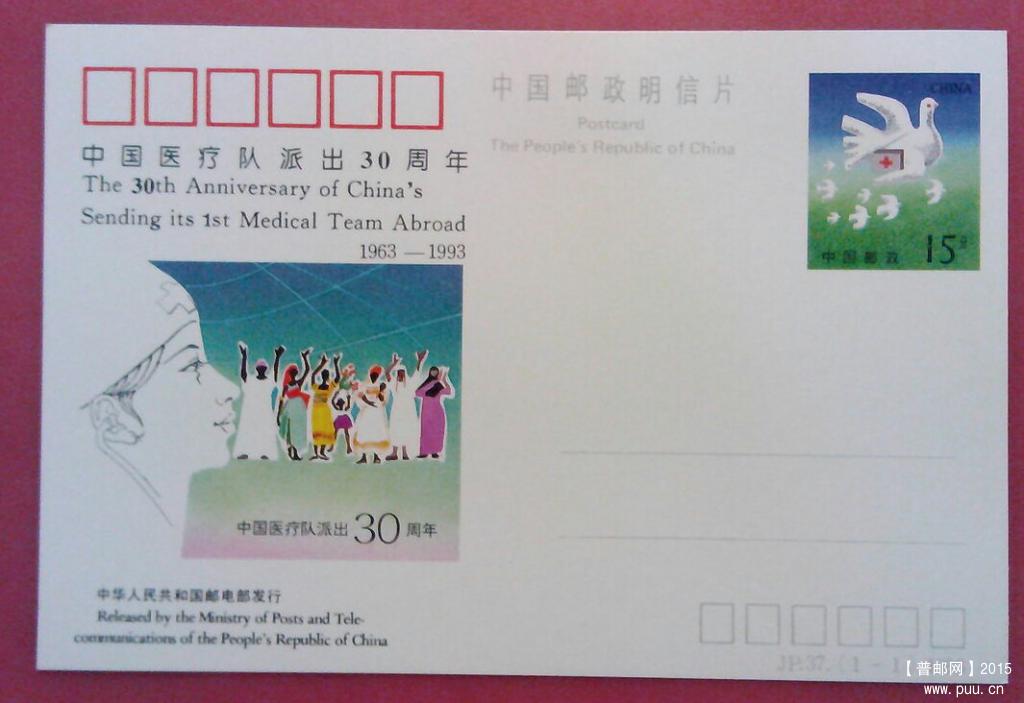 中国医疗队派出30周年
The 30th Anniversary of China's
Sending its 1st Medical Team Abroad
1963—1993
中国医疗队派出30周年
中华人民共和国邮电部发行
Released by the Ministry of Posts and Tele-
communications of the People's Republic of China
中国邮政明信片
Postcard
The People's Republic of China
CHINA
中国邮政 15分
JP.37.(1-1)
【普邮网】2015
www.puu.cn